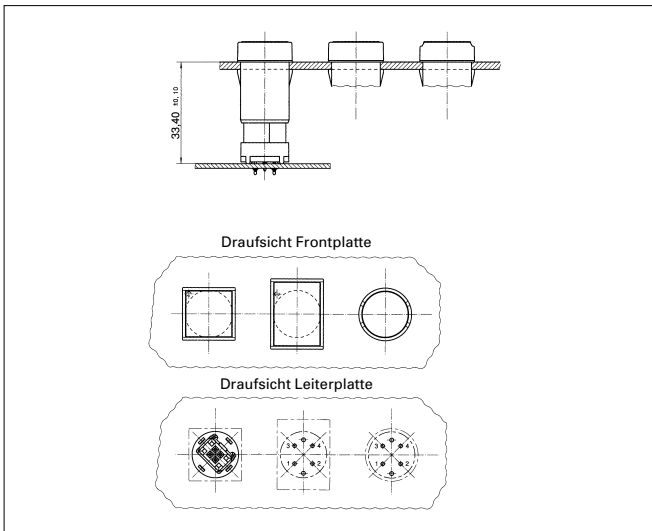 33,40 ±0,10
Draufsicht Frontplatte
Draufsicht Leiterplatte
3 4 3 4
1 2 1 2